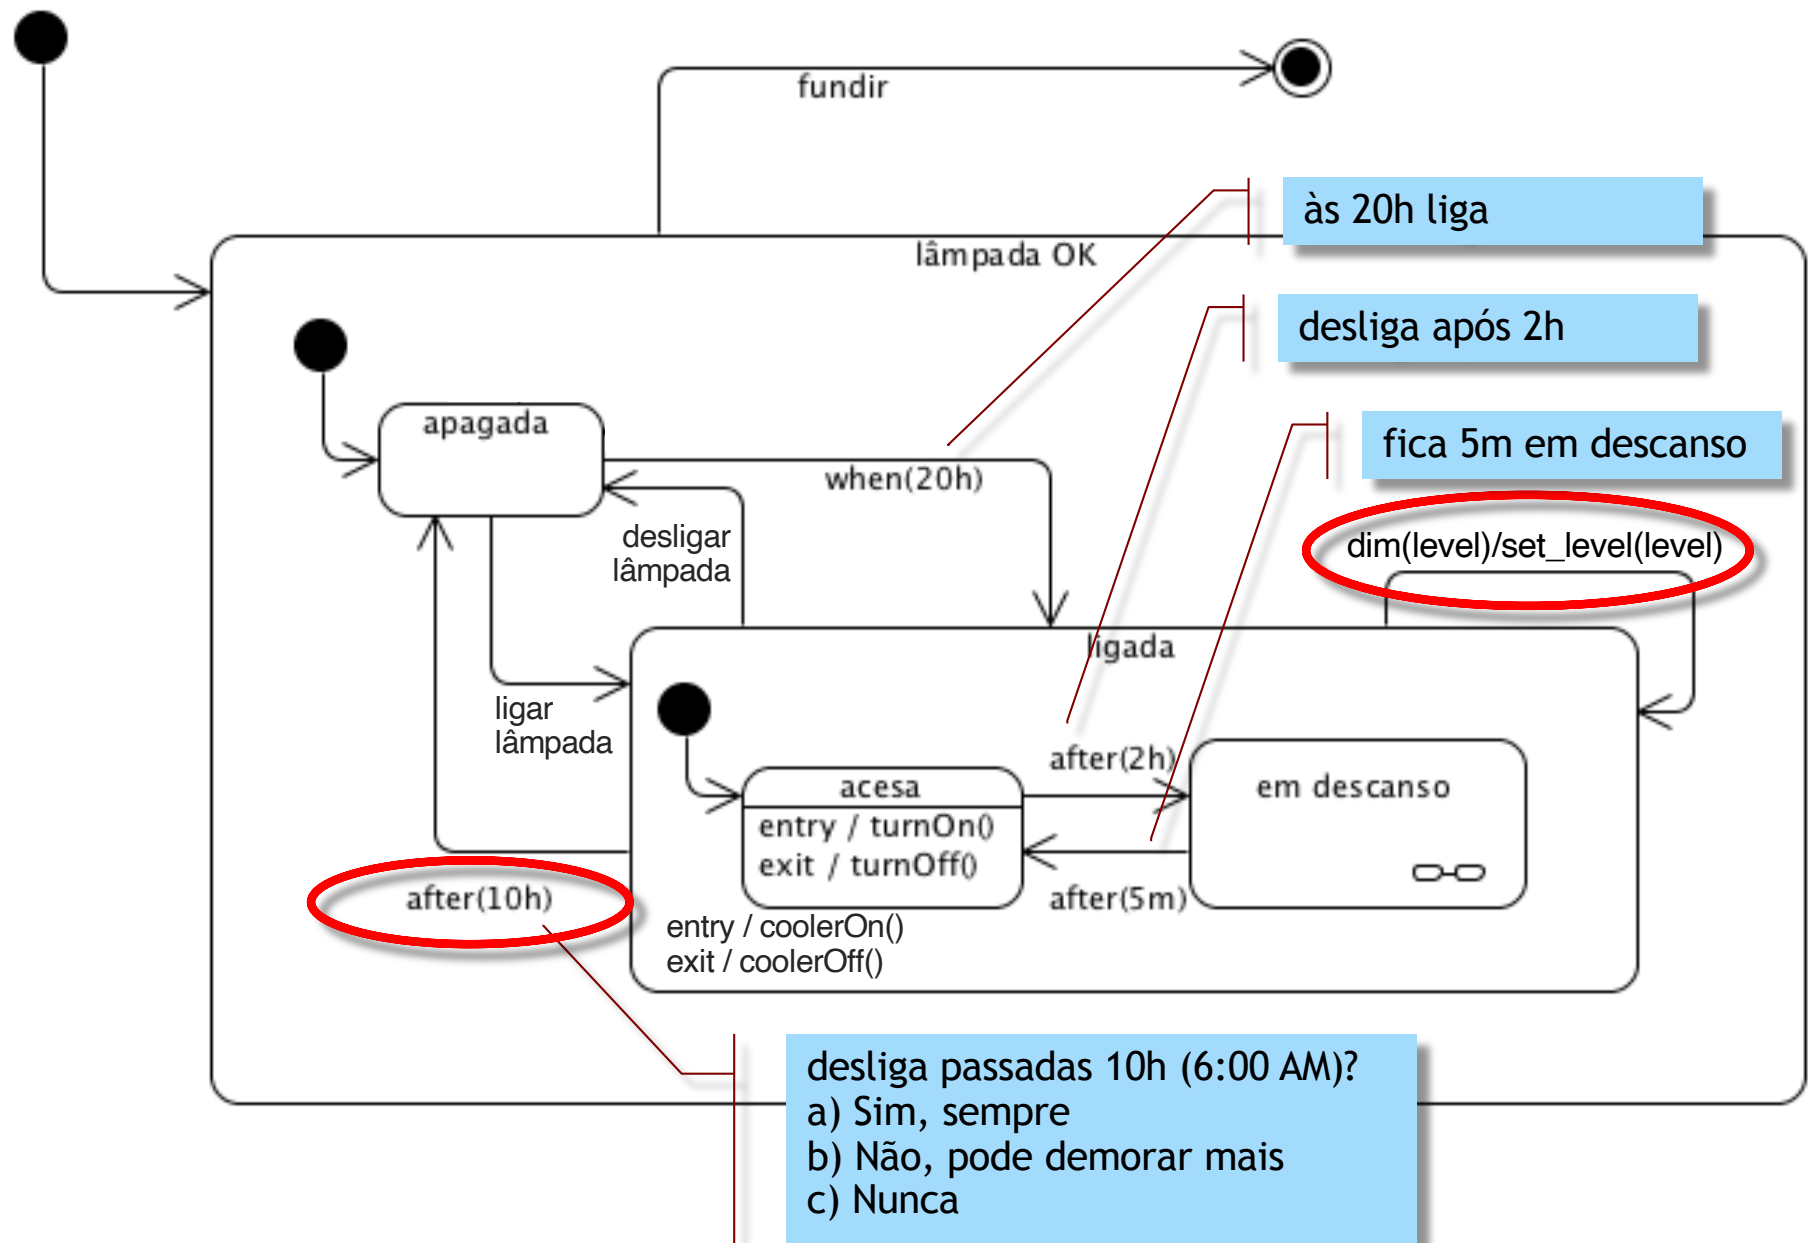 fundir
às 20h liga
lâmpada OK
desliga após 2h
apagada
fica 5m em descanso
when(20h)
desligar
lâmpada
dim(level)/set_level(level)
ligada
ligar
lâmpada
after(2h)
acesa
entry / turnOn()
exit / turnOff()
em descanso
after(5m)
after(10h)
entry / coolerOn()
exit / coolerOff()
desliga passadas 10h (6:00 AM)?
a) Sim, sempre
b) Não, pode demorar mais
c) Nunca